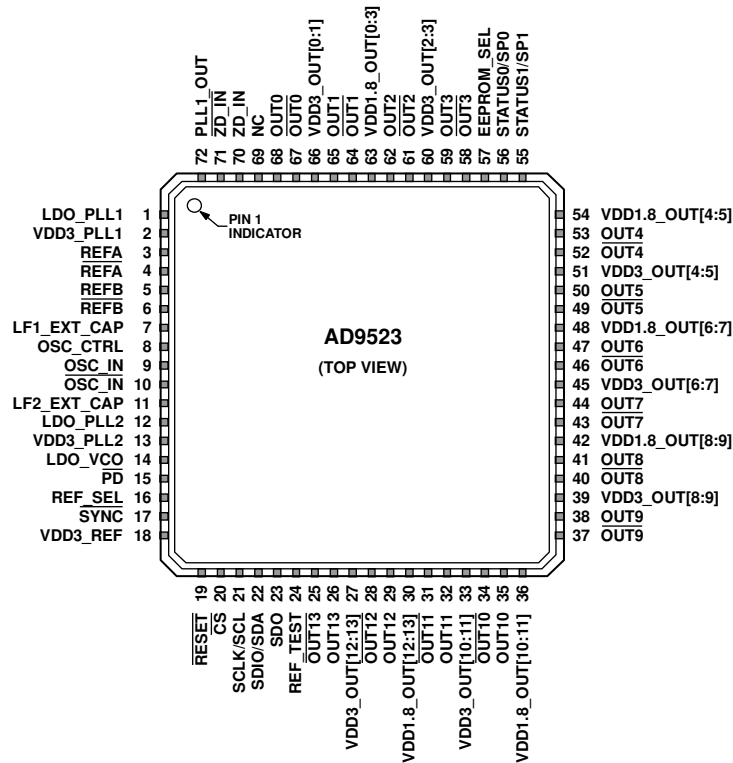 72 PLL1_OUT
71 ZD_IN
70 ZD_IN
69 NC
68 OUT0
67 OUT0
66 VDD3_OUT[0:1]
65 OUT1
64 OUT1
63 VDD1.8_OUT[0:3]
62 OUT2
61 OUT2
60 VDD3_OUT[2:3]
59 OUT3
58 OUT3
57 EEPROM_SEL
56 STATUS0/SP0
55 STATUS1/SP1
LDO_PLL1 1
VDD3_PLL1 2
REFA 3
REFA 4
REFB 5
REFB 6
LF1_EXT_CAP 7
OSC_CTRL 8
OSC_IN 9
OSC_IN 10
LF2_EXT_CAP 11
LDO_PLL2 12
VDD3_PLL2 13
LDO_VCO 14
PD 15
REF_SEL 16
SYNC 17
VDD3_REF 18
PIN 1
INDICATOR
AD9523
(TOP VIEW)
54 VDD1.8_OUT[4:5]
53 OUT4
52 OUT4
51 VDD3_OUT[4:5]
50 OUT5
49 OUT5
48 VDD1.8_OUT[6:7]
47 OUT6
46 OUT6
45 VDD3_OUT[6:7]
44 OUT7
43 OUT7
42 VDD1.8_OUT[8:9]
41 OUT8
40 OUT8
39 VDD3_OUT[8:9]
38 OUT9
37 OUT9
RESET 19
CS 20
SCLK/SCL 21
SDIO/SDA 22
SDO 23
REF_TEST 24
OUT13 25
OUT13 26
VDD3_OUT[12:13] 27
OUT12 28
OUT12 29
VDD1.8_OUT[12:13] 30
OUT11 31
OUT11 32
VDD3_OUT[10:11] 33
OUT10 34
OUT10 35
VDD1.8_OUT[10:11] 36